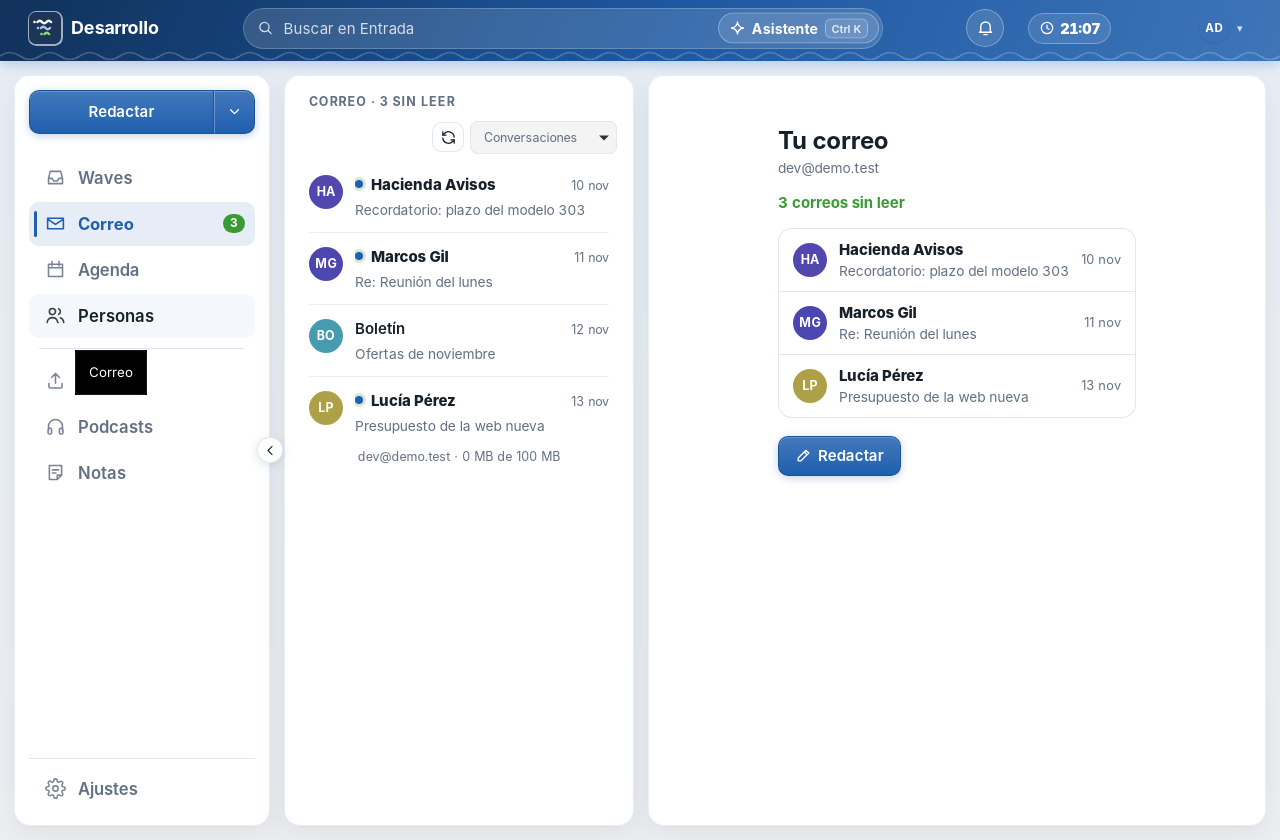 Desarrollo
Buscar en Entrada
Asistente Ctrl K
21:07
AD
Redactar
Waves
Correo 3
Agenda
Personas
Correo
Podcasts
Notas
Ajustes
CORREO · 3 SIN LEER
Conversaciones
HA Hacienda Avisos 10 nov
Recordatorio: plazo del modelo 303
MG Marcos Gil 11 nov
Re: Reunión del lunes
BO Boletín 12 nov
Ofertas de noviembre
LP Lucía Pérez 13 nov
Presupuesto de la web nueva
dev@demo.test · 0 MB de 100 MB
Tu correo
dev@demo.test
3 correos sin leer
HA Hacienda Avisos 10 nov
Recordatorio: plazo del modelo 303
MG Marcos Gil 11 nov
Re: Reunión del lunes
LP Lucía Pérez 13 nov
Presupuesto de la web nueva
Redactar